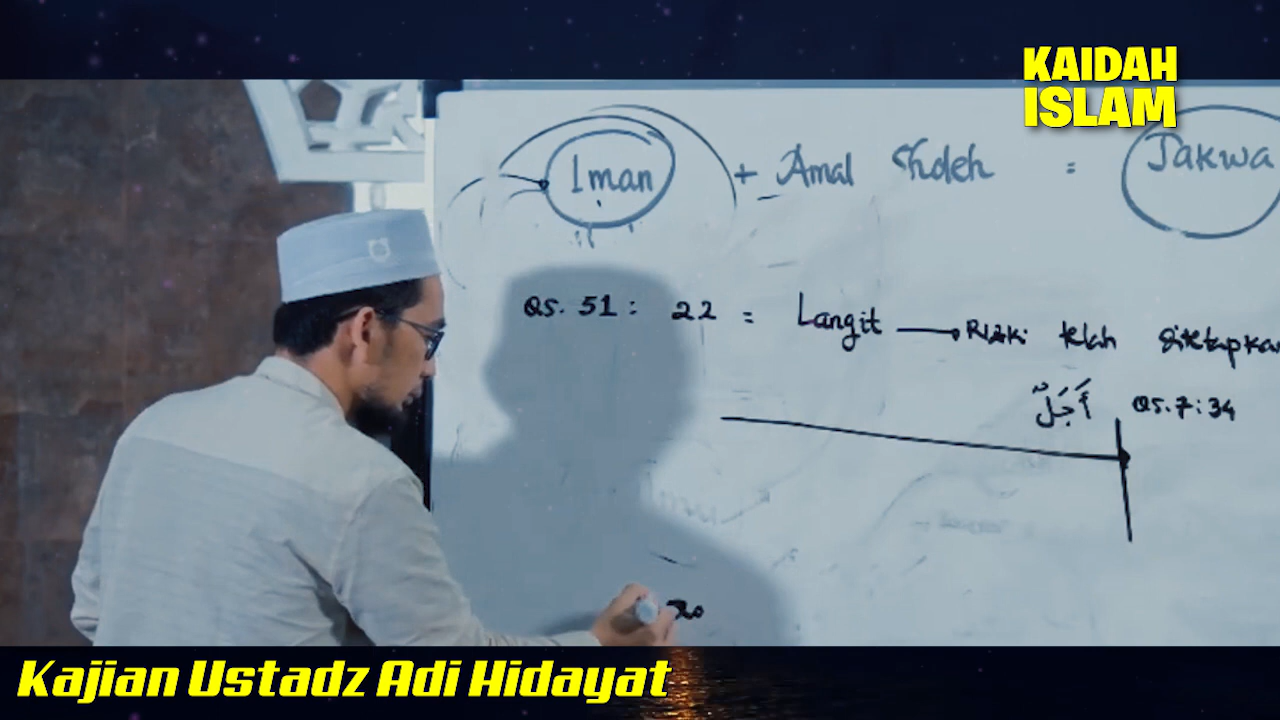 KAIDAH
ISLAM
Iman + Amal Sholeh = Takwa
QS. 51 : 22 = Langit → Rizki telah ditetapkan
أَجَلٌ QS. 7 : 34
Kajian Ustadz Adi Hidayat